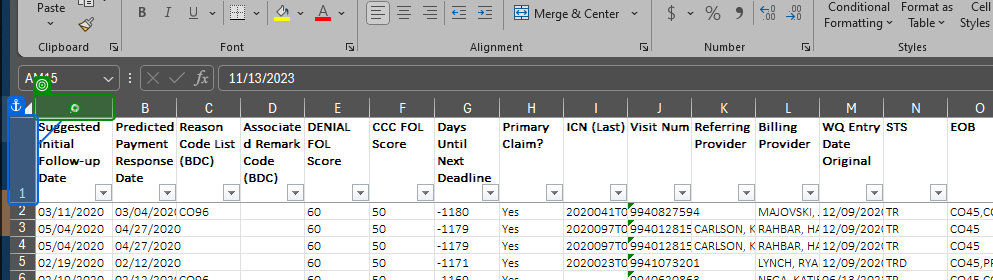 Paste
B I U
Merge & Center
$ % 9
Conditional Formatting
Format as Table
Cell Styles
Clipboard
Font
Alignment
Number
Styles
AM15
fx
11/13/2023
B C D E F G H I J K L M N O
1
Suggested Initial Follow-up Date
Predicted Payment Response Date
Reason Code List (BDC)
Associated Remark Code (BDC)
DENIAL FOL Score
CCC FOL Score
Days Until Next Deadline
Primary Claim?
ICN (Last)
Visit Num
Referring Provider
Billing Provider
WQ Entry Date Original
STS
EOB
2 03/11/2020 03/04/2020 CO96 60 50 -1180 Yes 2020041T0 9940827594 MAJOVSKI, 12/09/202 TR CO45,C
3 05/04/2020 04/27/2020 60 50 -1179 Yes 2020097T0 994012815 CARLSON, K RAHBAR, HA 12/09/202 TR CO45
4 05/04/2020 04/27/2020 60 50 -1179 Yes 2020097T0 994012815 CARLSON, K RAHBAR, HA 12/09/202 TR CO45
5 02/19/2020 02/12/2020 60 50 -1171 Yes 2020023T0 9941073201 LYNCH, RYA 12/09/202 TRD CO45,PR